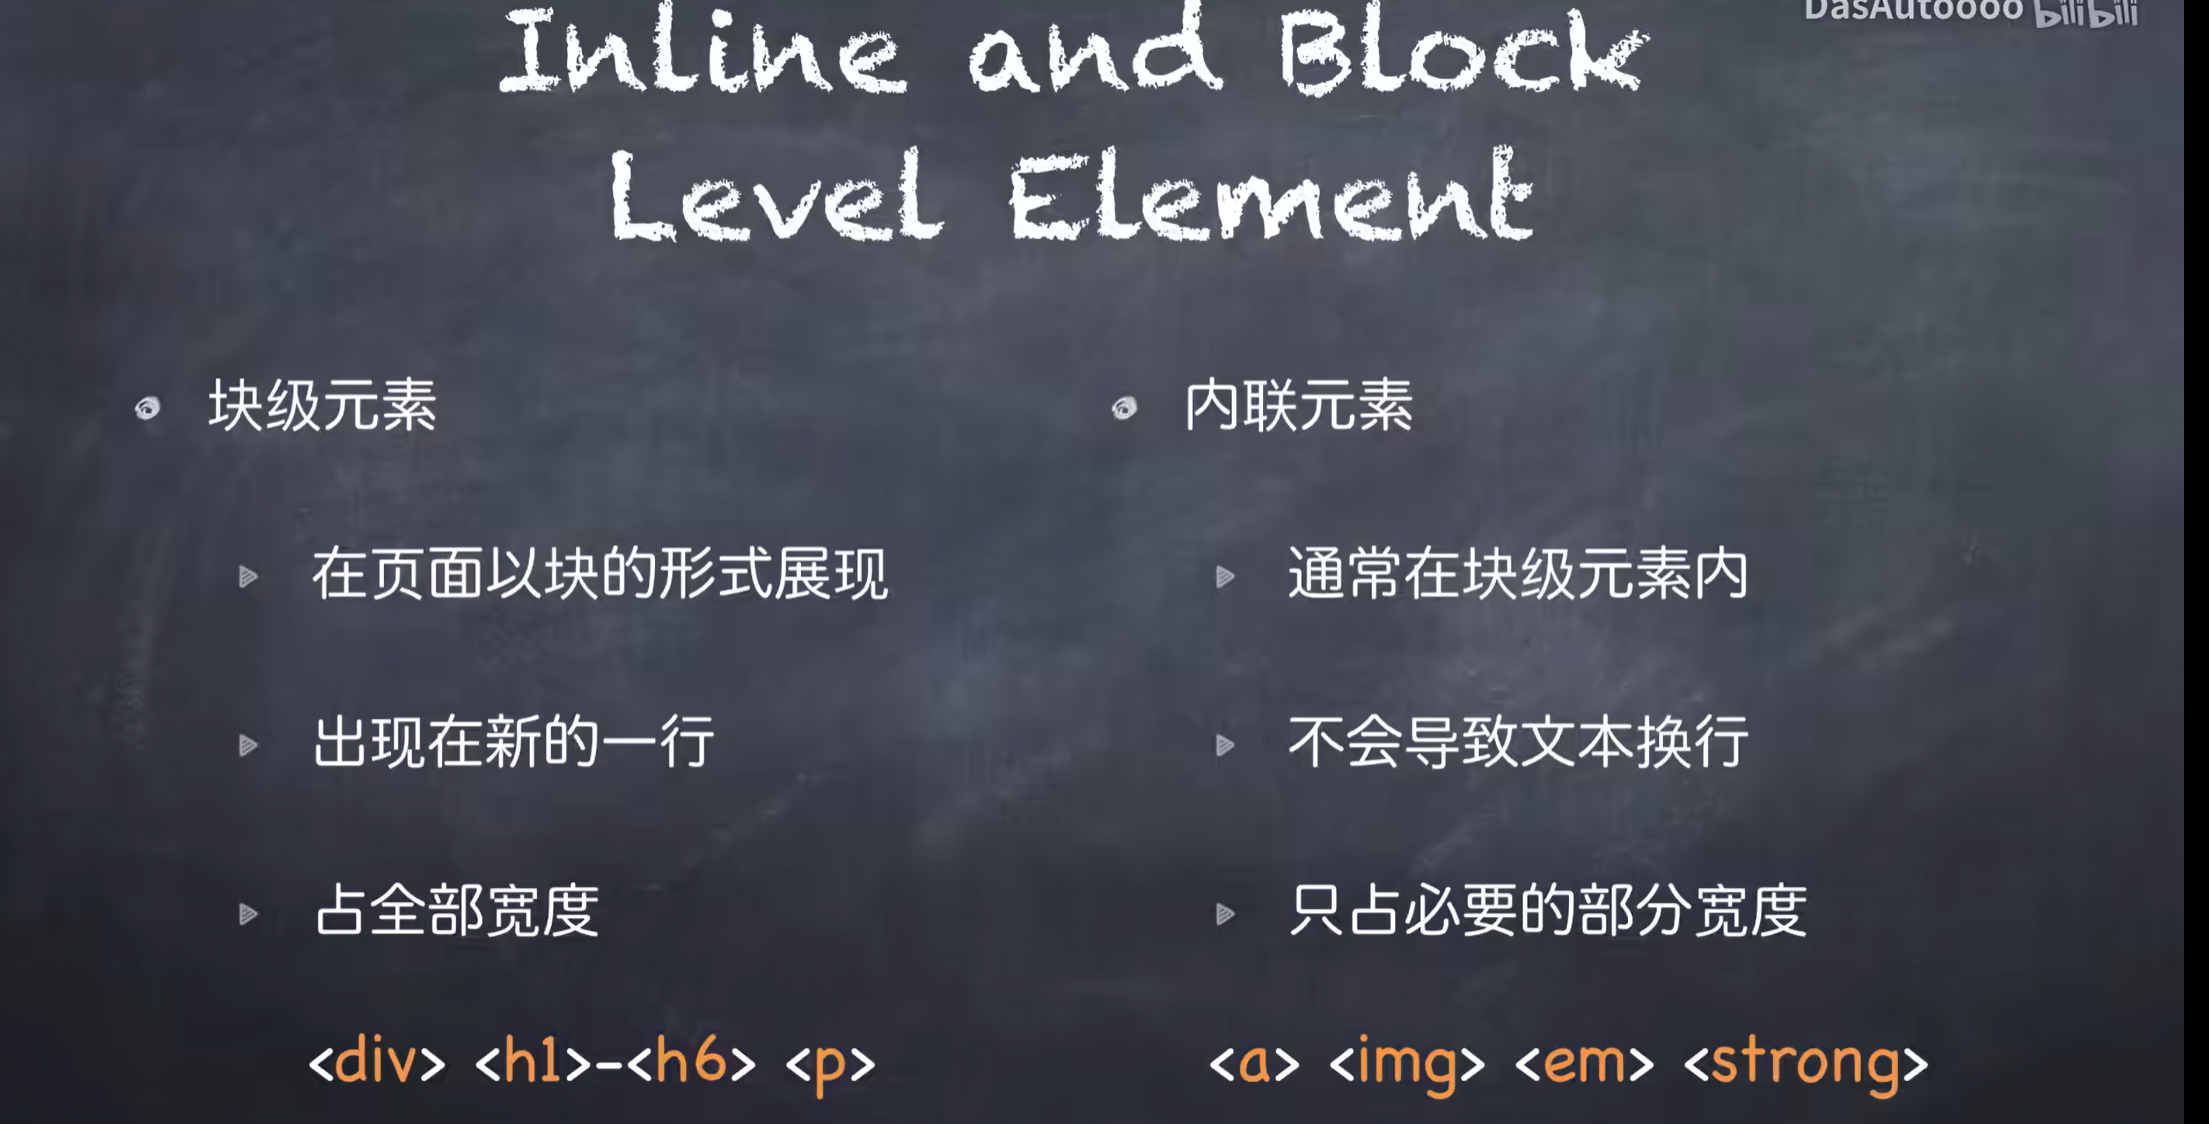 DasAutoooo bilibili
Inline and Block
Level Element
块级元素
在页面以块的形式展现
出现在新的一行
占全部宽度
<div> <h1>-<h6> <p>
内联元素
通常在块级元素内
不会导致文本换行
只占必要的部分宽度
<a> <img> <em> <strong>